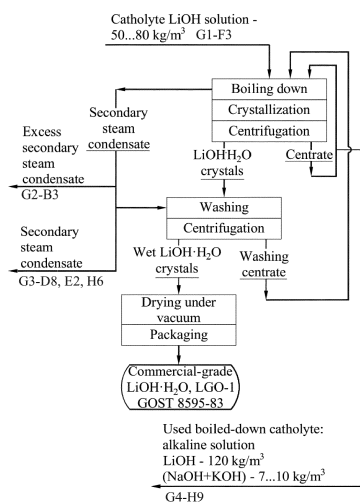 Catholyte LiOH solution -
50...80 kg/m³ G1-F3
Boiling down
Crystallization
Centrifugation
Secondary
steam
condensate
LiOH·H₂O
crystals
Centrate
Excess
secondary
steam
condensate
G2-B3
Washing
Centrifugation
Secondary
steam
condensate
G3-D8, E2, H6
Wet LiOH·H₂O
crystals
Washing
centrate
Drying under
vacuum
Packaging
Commercial-grade
LiOH·H₂O, LGO-1
GOST 8595-83
Used boiled-down catholyte:
alkaline solution
LiOH - 120 kg/m³
(NaOH+KOH) - 7...10 kg/m³
G4-H9